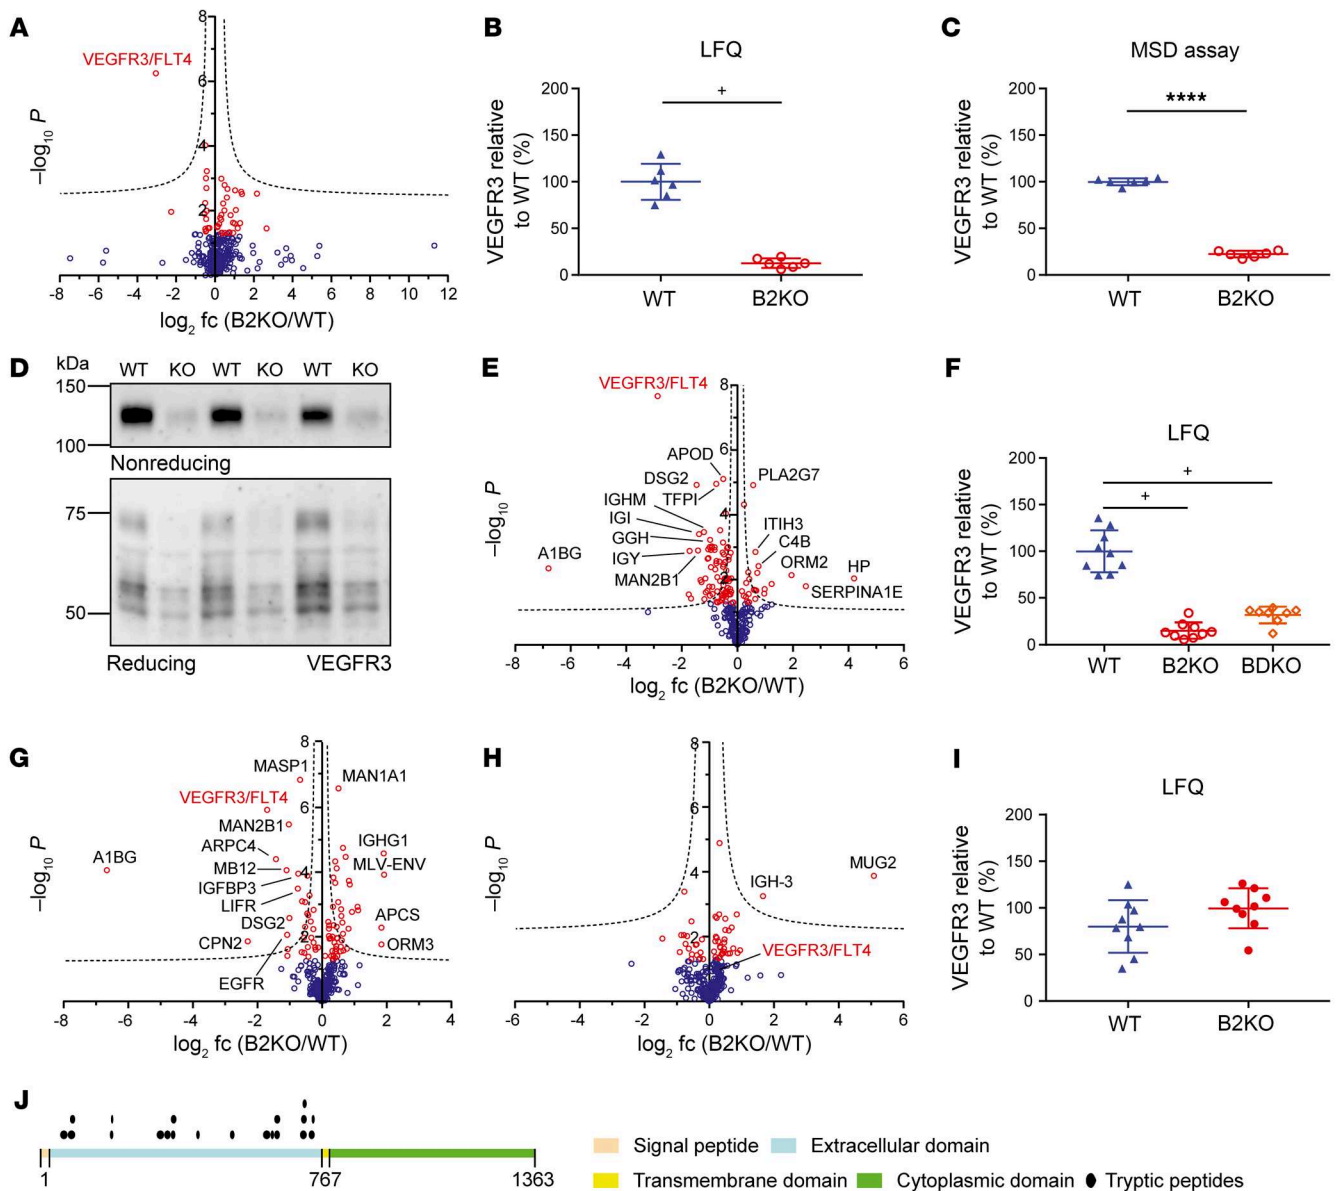 A
VEGFR3/FLT4
–log10 P
8
6
4
2
-8 -6 -4 -2 0 2 4 6 8 10 12
log2 fc (B2KO/WT)
B
LFQ
+
VEGFR3 relative
to WT (%)
200
150
100
50
0
WT B2KO
C
MSD assay
****
VEGFR3 relative
to WT (%)
200
150
100
50
0
WT B2KO
D
kDa WT KO WT KO WT KO
150
100
Nonreducing
75
50
Reducing VEGFR3
E
VEGFR3/FLT4
–log10 P
8
6
4
2
APOD
DSG2
TFPI
PLA2G7
IGHM
IGI
GGH
IGY
MAN2B1
A1BG
ITIH3
C4B
ORM2
HP
SERPINA1E
-8 -6 -4 -2 0 2 4 6
log2 fc (B2KO/WT)
F
LFQ
+
+
VEGFR3 relative
to WT (%)
200
150
100
50
0
WT B2KO BDKO
G
–log10 P
8
6
4
2
MASP1
MAN1A1
VEGFR3/FLT4
MAN2B1
ARPC4
IGHG1
A1BG
MB12
MLV-ENV
IGFBP3
LIFR
DSG2
APCS
CPN2
ORM3
EGFR
-8 -6 -4 -2 0 2 4
log2 fc (B2KO/WT)
H
–log10 P
8
6
4
2
MUG2
IGH-3
VEGFR3/FLT4
-6 -4 -2 0 2 4 6
log2 fc (B2KO/WT)
I
LFQ
VEGFR3 relative
to WT (%)
200
150
100
50
0
WT B2KO
J
1 767 1363
Signal peptide Extracellular domain
Transmembrane domain Cytoplasmic domain Tryptic peptides